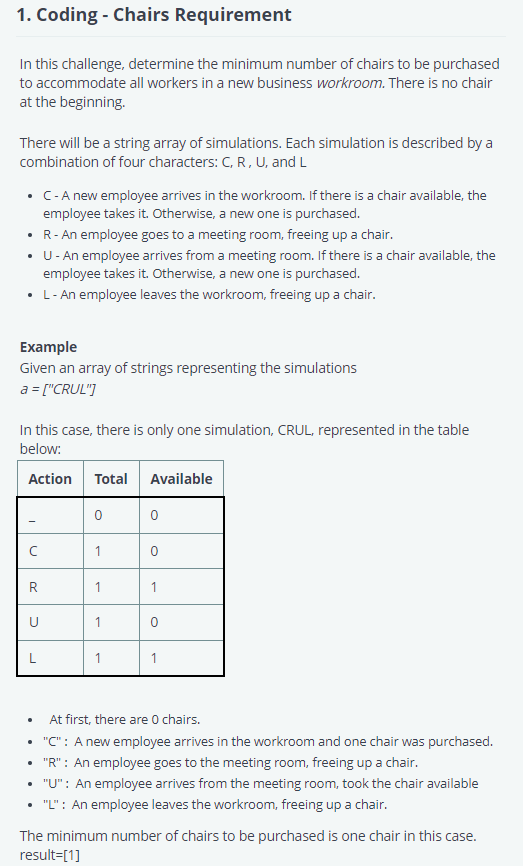 1. Coding - Chairs Requirement
In this challenge, determine the minimum number of chairs to be purchased
to accommodate all workers in a new business workroom. There is no chair
at the beginning.
There will be a string array of simulations. Each simulation is described by a
combination of four characters: C, R , U, and L
• C - A new employee arrives in the workroom. If there is a chair available, the
employee takes it. Otherwise, a new one is purchased.
• R - An employee goes to a meeting room, freeing up a chair.
• U - An employee arrives from a meeting room. If there is a chair available, the
employee takes it. Otherwise, a new one is purchased.
• L - An employee leaves the workroom, freeing up a chair.
Example
Given an array of strings representing the simulations
a = ["CRUL"]
In this case, there is only one simulation, CRUL, represented in the table
below:
Action Total Available
_ 0 0
C 1 0
R 1 1
U 1 0
L 1 1
• At first, there are 0 chairs.
• "C" : A new employee arrives in the workroom and one chair was purchased.
• "R" : An employee goes to the meeting room, freeing up a chair.
• "U" : An employee arrives from the meeting room, took the chair available
• "L" : An employee leaves the workroom, freeing up a chair.
The minimum number of chairs to be purchased is one chair in this case.
result=[1]